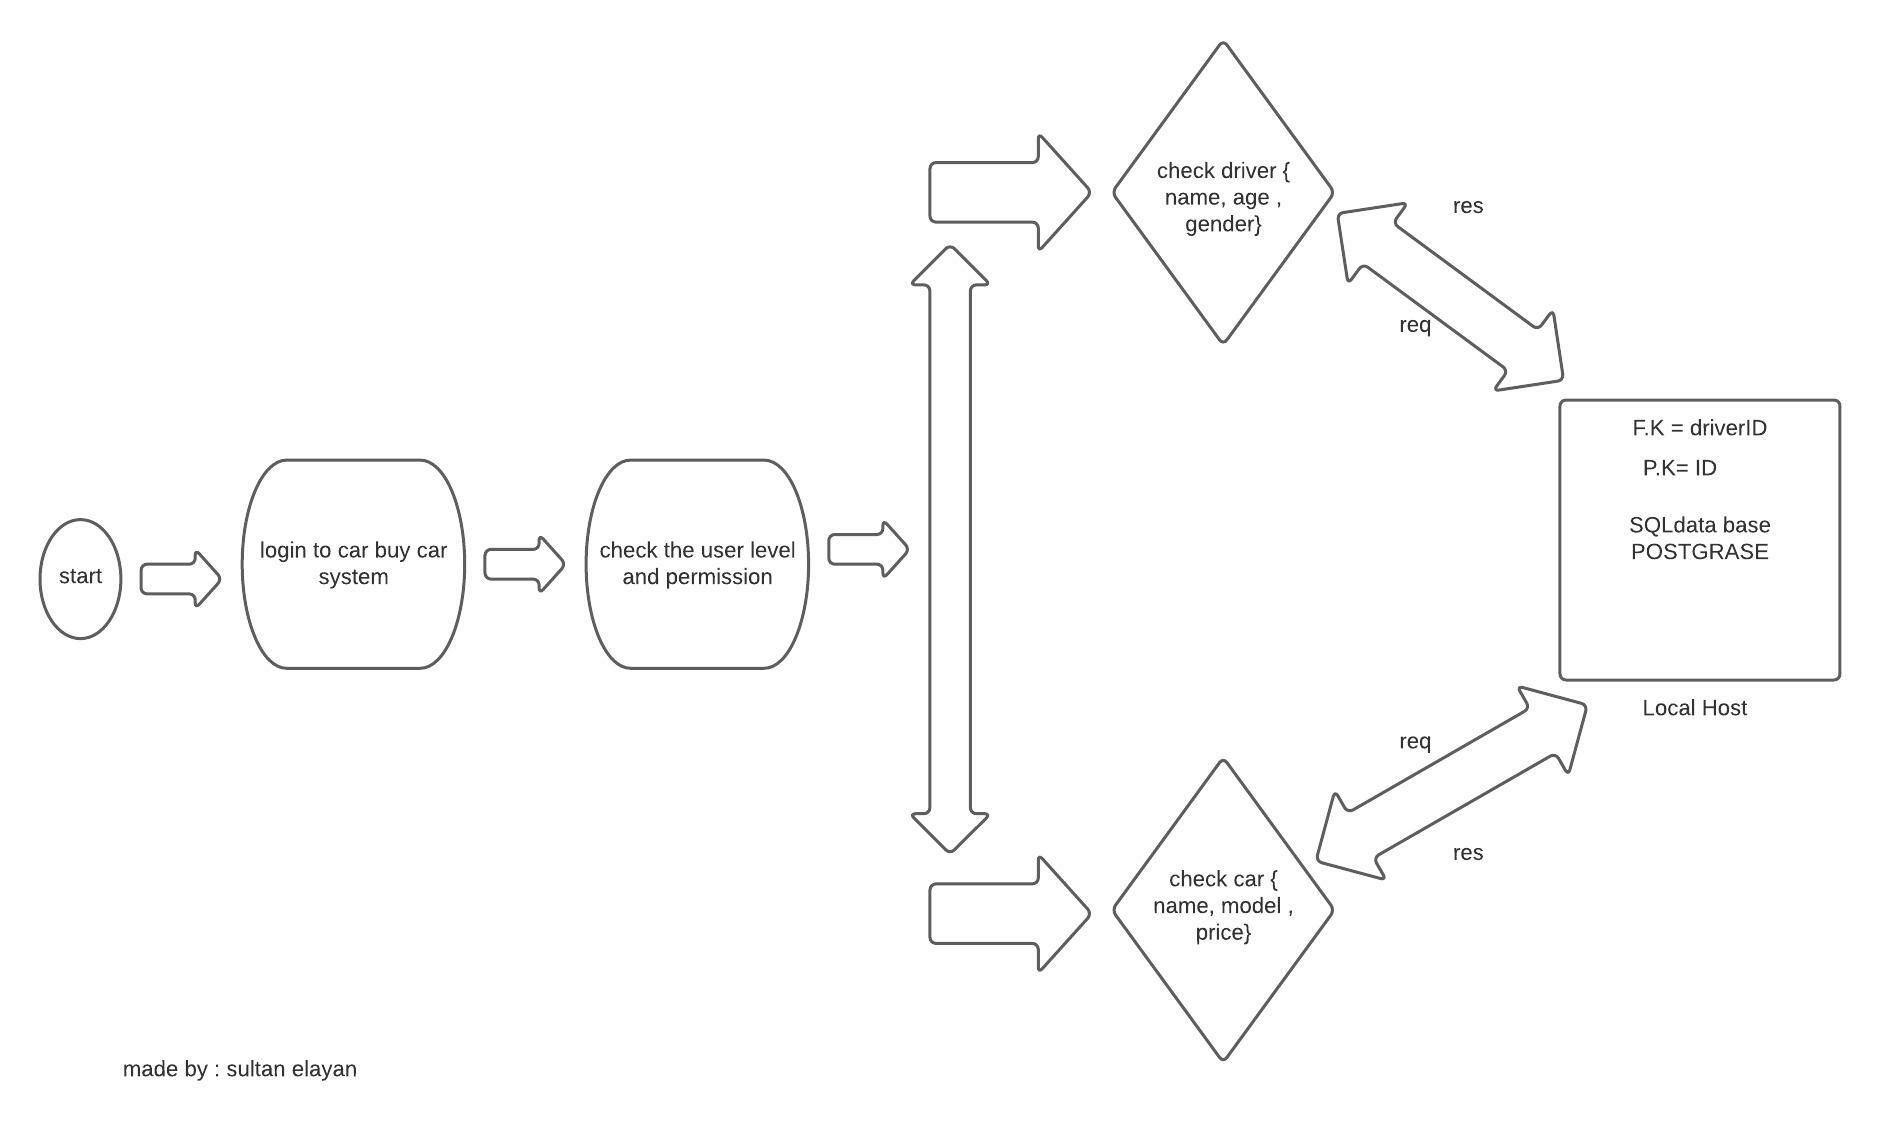 start
login to car buy car
system
check the user level
and permission
check driver {
name, age ,
gender}
res
req
F.K = driverID
P.K= ID
SQLdata base
POSTGRASE
Local Host
req
res
check car {
name, model ,
price}
made by : sultan elayan